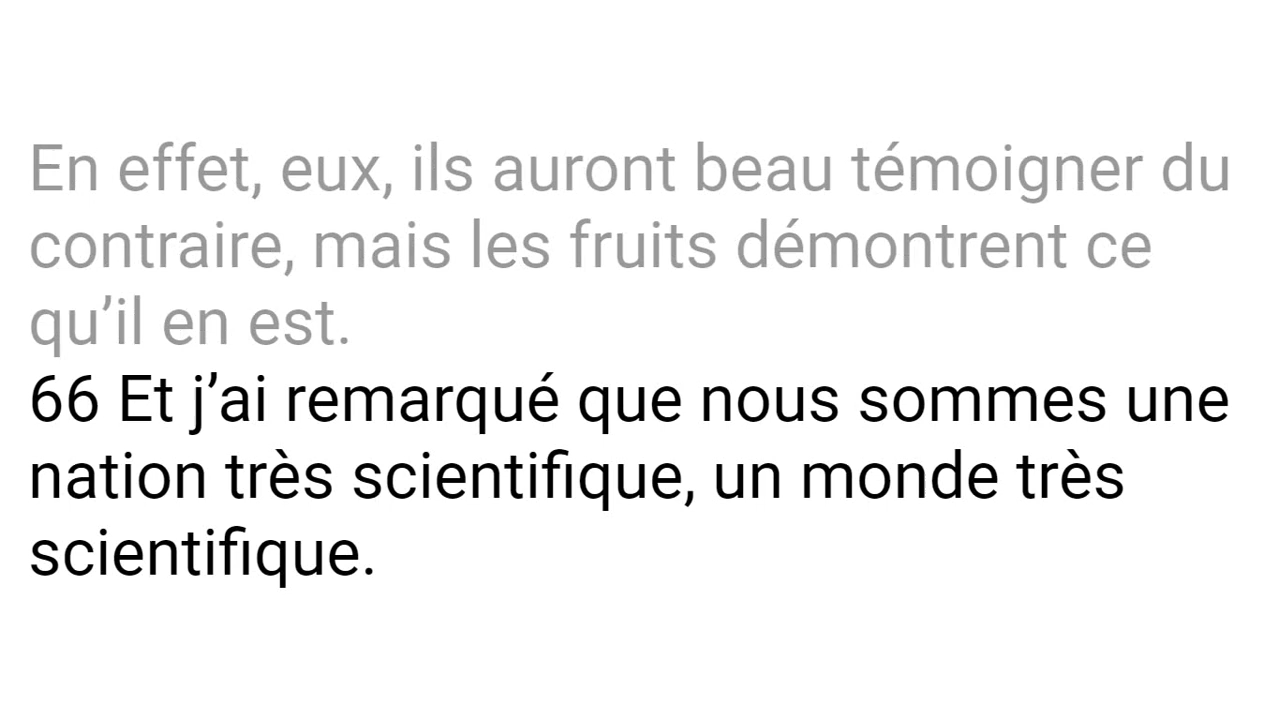 En effet, eux, ils auront beau témoigner du
contraire, mais les fruits démontrent ce
qu’il en est.
66 Et j’ai remarqué que nous sommes une
nation très scientifique, un monde très
scientifique.